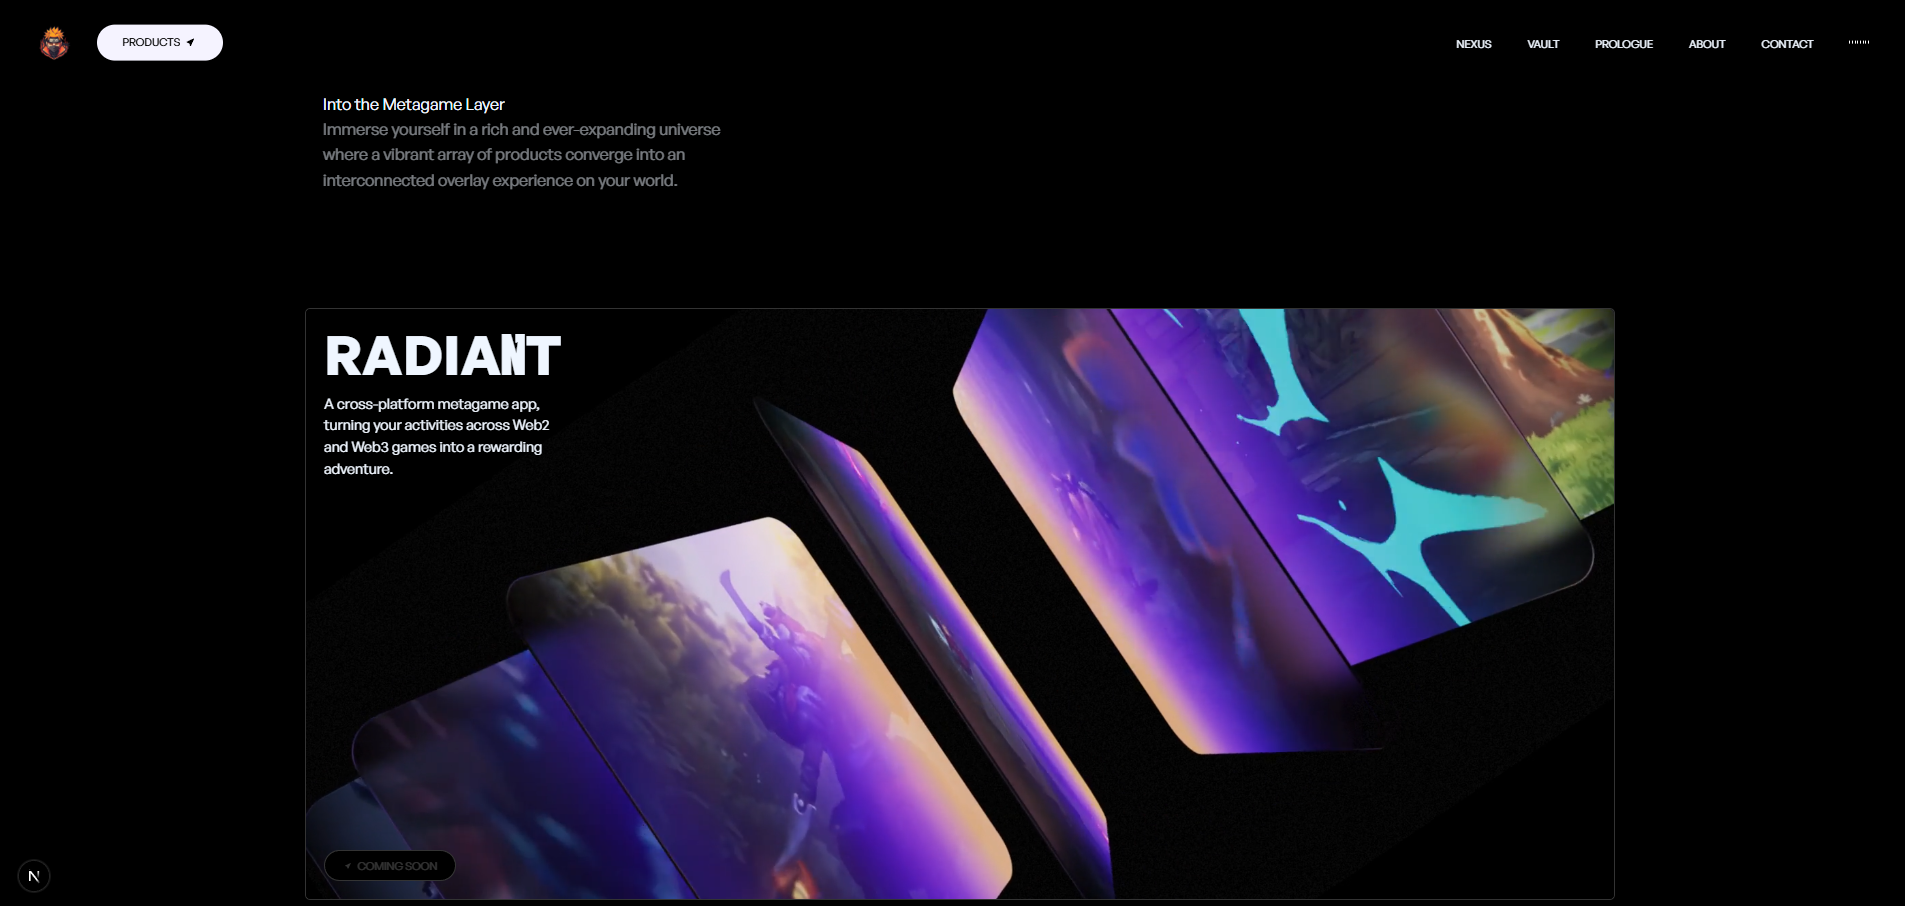 PRODUCTS
NEXUS VAULT PROLOGUE ABOUT CONTACT
Into the Metagame Layer
Immerse yourself in a rich and ever-expanding universe
where a vibrant array of products converge into an
interconnected overlay experience on your world.
RADIANT
A cross-platform metagame app,
turning your activities across Web2
and Web3 games into a rewarding
adventure.
COMING SOON
N